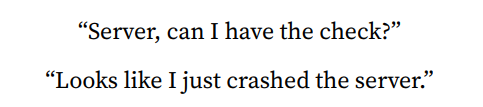 “Server, can I have the check?”
“Looks like I just crashed the server.”